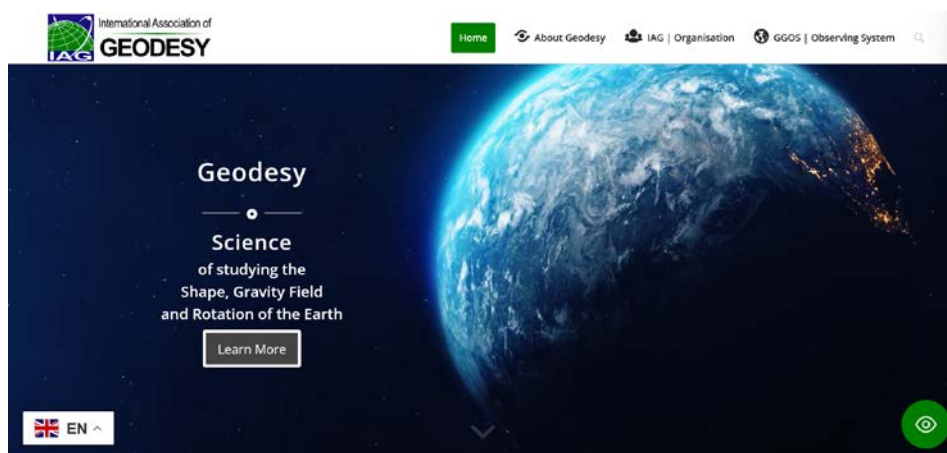 International Association of
GEODESY
IAG
Home
About Geodesy
IAG | Organisation
GGOS | Observing System
Geodesy
Science
of studying the
Shape, Gravity Field
and Rotation of the Earth
Learn More
EN